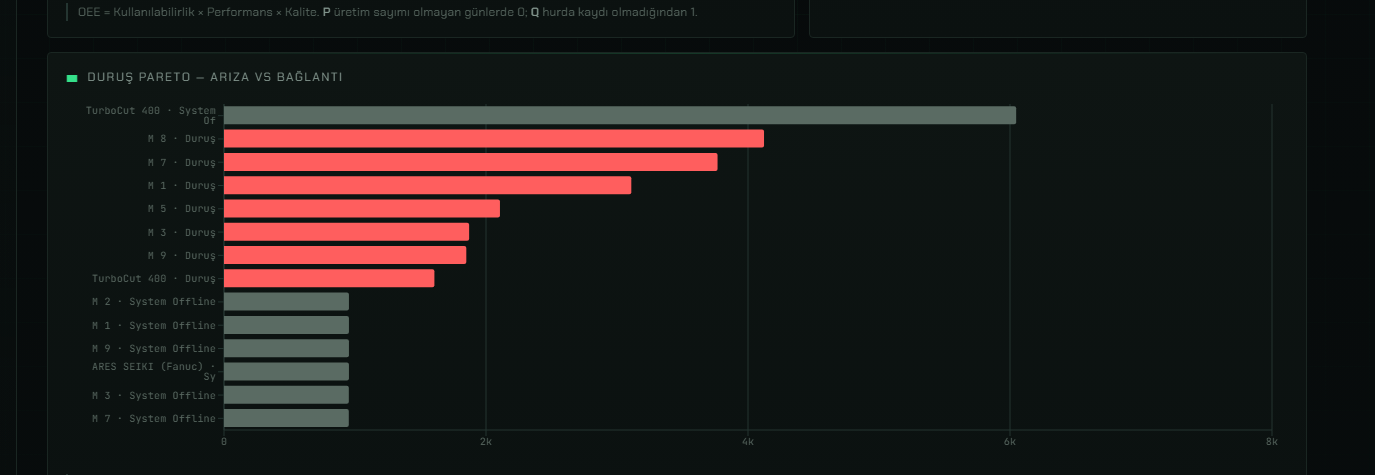 OEE = Kullanılabilirlik × Performans × Kalite. P üretim sayımı olmayan günlerde 0; Q hurda kaydı olmadığından 1.
DURUŞ PARETO — ARIZA VS BAĞLANTI
TurboCut 400 · System
Of
M 8 · Duruş
M 7 · Duruş
M 1 · Duruş
M 5 · Duruş
M 3 · Duruş
M 9 · Duruş
TurboCut 400 · Duruş
M 2 · System Offline
M 1 · System Offline
M 9 · System Offline
ARES SEIKI (Fanuc) ·
Sy
M 3 · System Offline
M 7 · System Offline
0 2k 4k 6k 8k